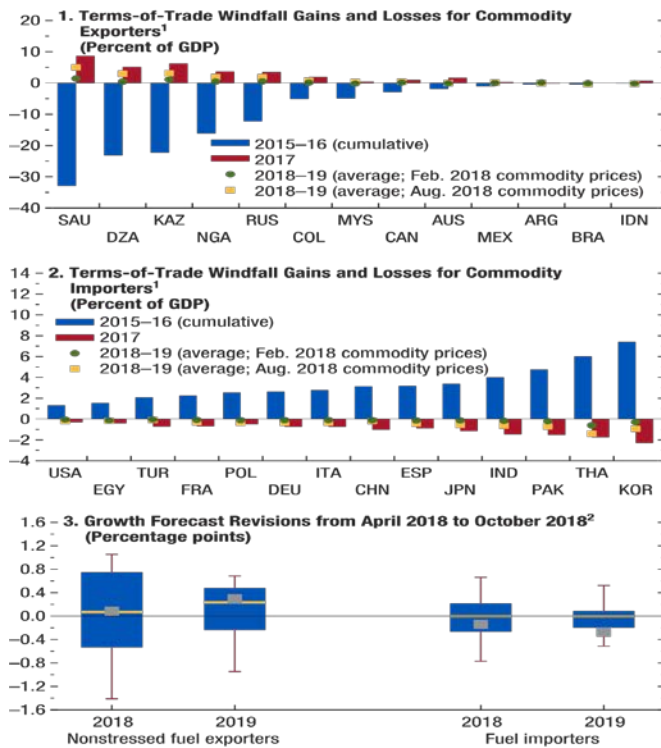 1. Terms-of-Trade Windfall Gains and Losses for Commodity
Exporters¹
(Percent of GDP)
20
10
0
−10
−20
−30
−40
2015–16 (cumulative)
2017
2018–19 (average; Feb. 2018 commodity prices)
2018–19 (average; Aug. 2018 commodity prices)
SAU KAZ RUS MYS AUS ARG IDN
DZA NGA COL CAN MEX BRA
2. Terms-of-Trade Windfall Gains and Losses for Commodity
Importers¹
(Percent of GDP)
14
12
10
8
6
4
2
0
−2
−4
2015–16 (cumulative)
2017
2018–19 (average; Feb. 2018 commodity prices)
2018–19 (average; Aug. 2018 commodity prices)
USA TUR POL ITA ESP IND THA
EGY FRA DEU CHN JPN PAK KOR
3. Growth Forecast Revisions from April 2018 to October 2018²
(Percentage points)
1.6
1.2
0.8
0.4
0.0
−0.4
−0.8
−1.2
−1.6
2018 2019 2018 2019
Nonstressed fuel exporters Fuel importers